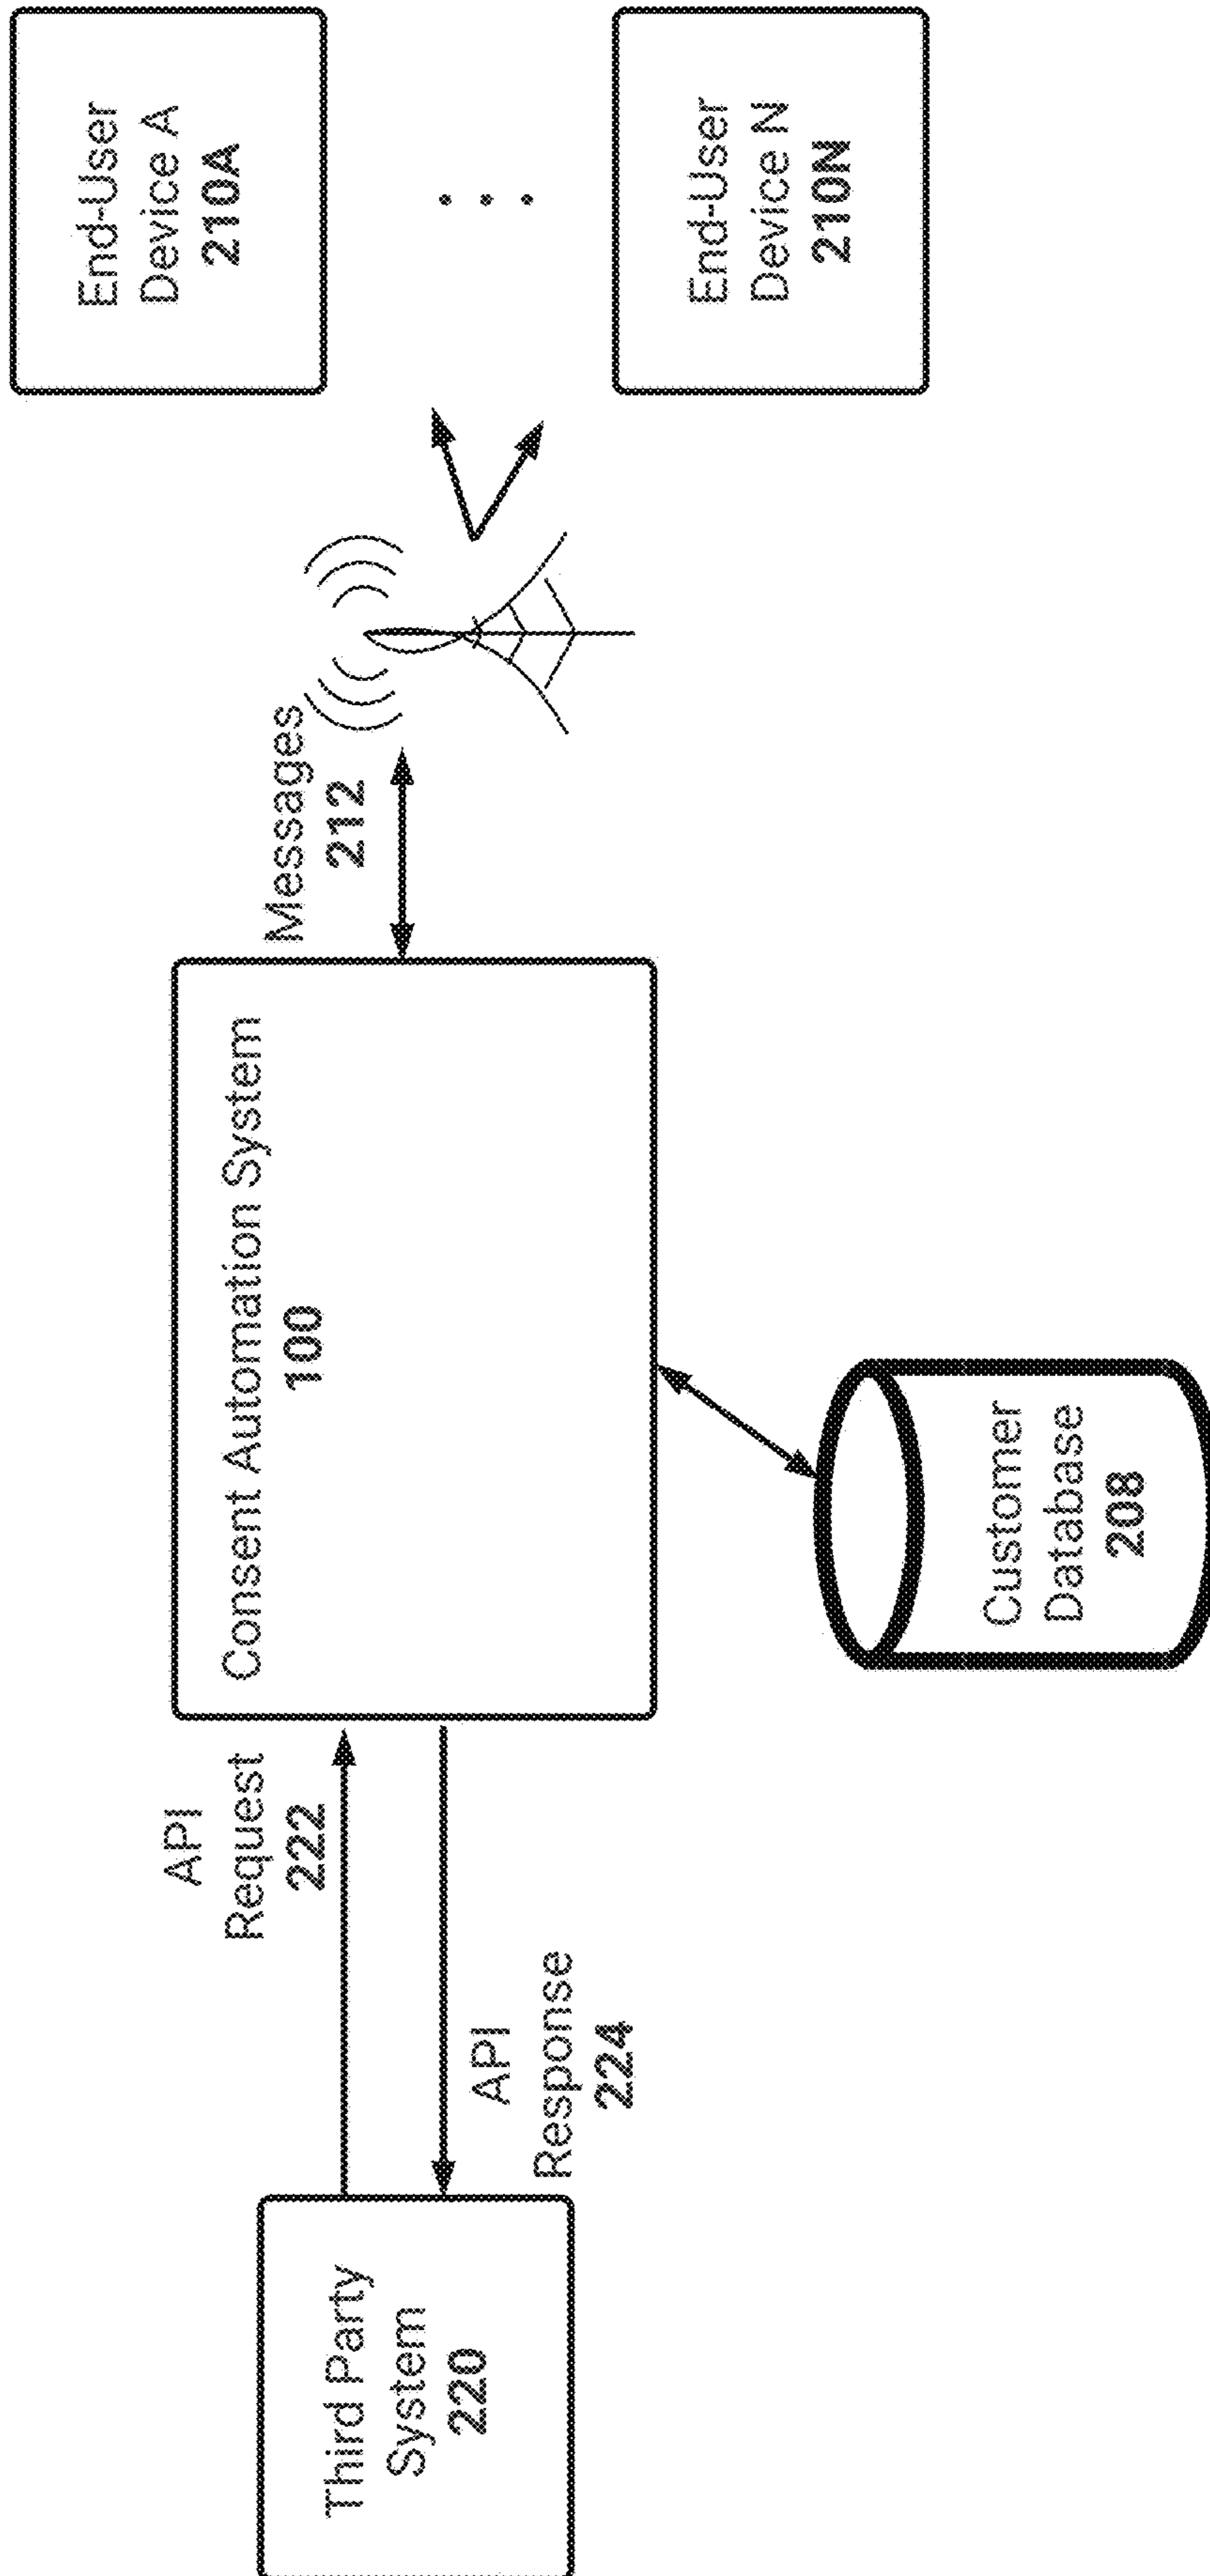 Third Party
System
220
API
Request
222
API
Response
224
Consent Automation System
100
Customer
Database
208
Messages
212
End-User
Device A
210A
End-User
Device N
210N